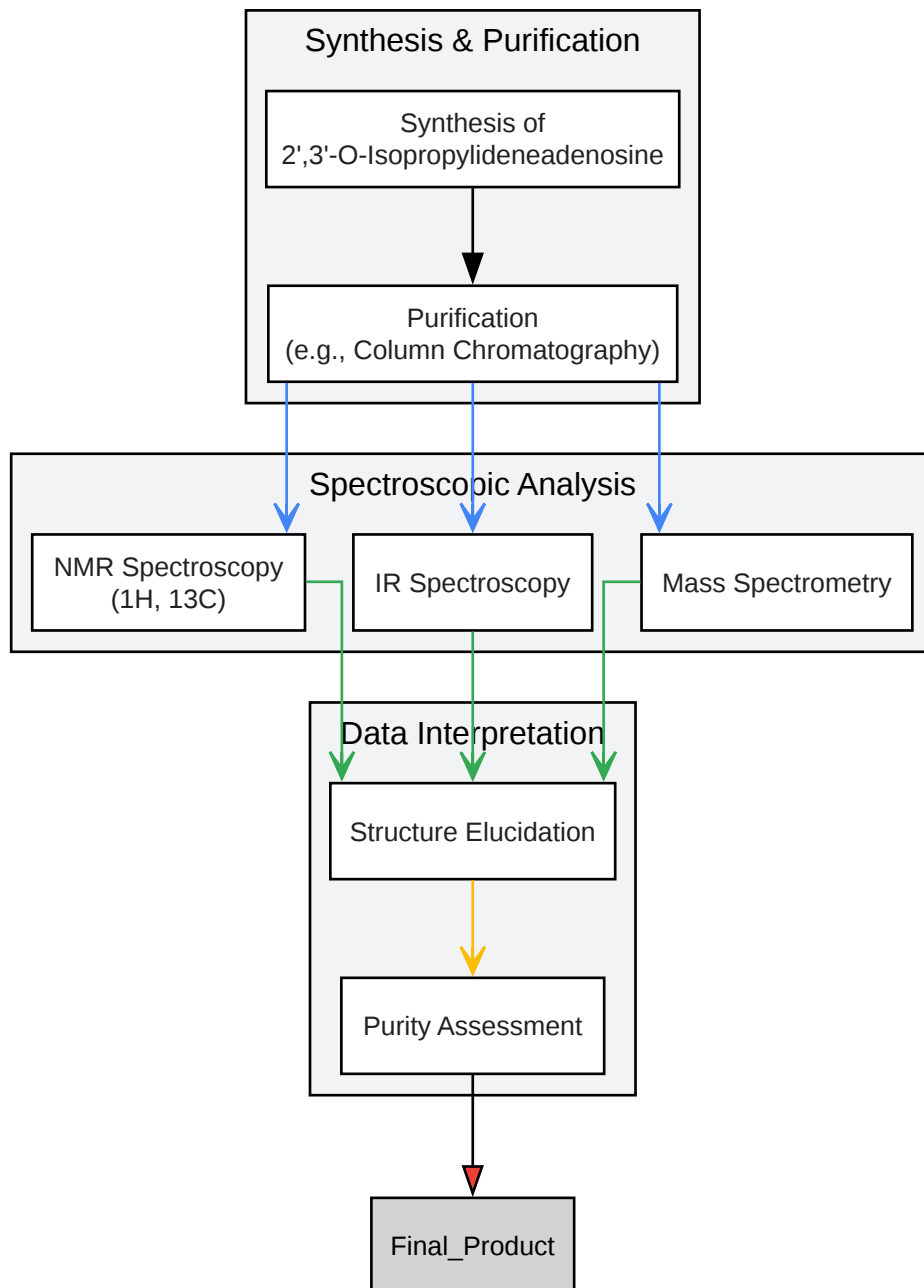 Synthesis & Purification
Synthesis of
2',3'-O-Isopropylideneadenosine
Purification
(e.g., Column Chromatography)
Spectroscopic Analysis
NMR Spectroscopy
(1H, 13C)
IR Spectroscopy
Mass Spectrometry
Data Interpretation
Structure Elucidation
Purity Assessment
Final_Product